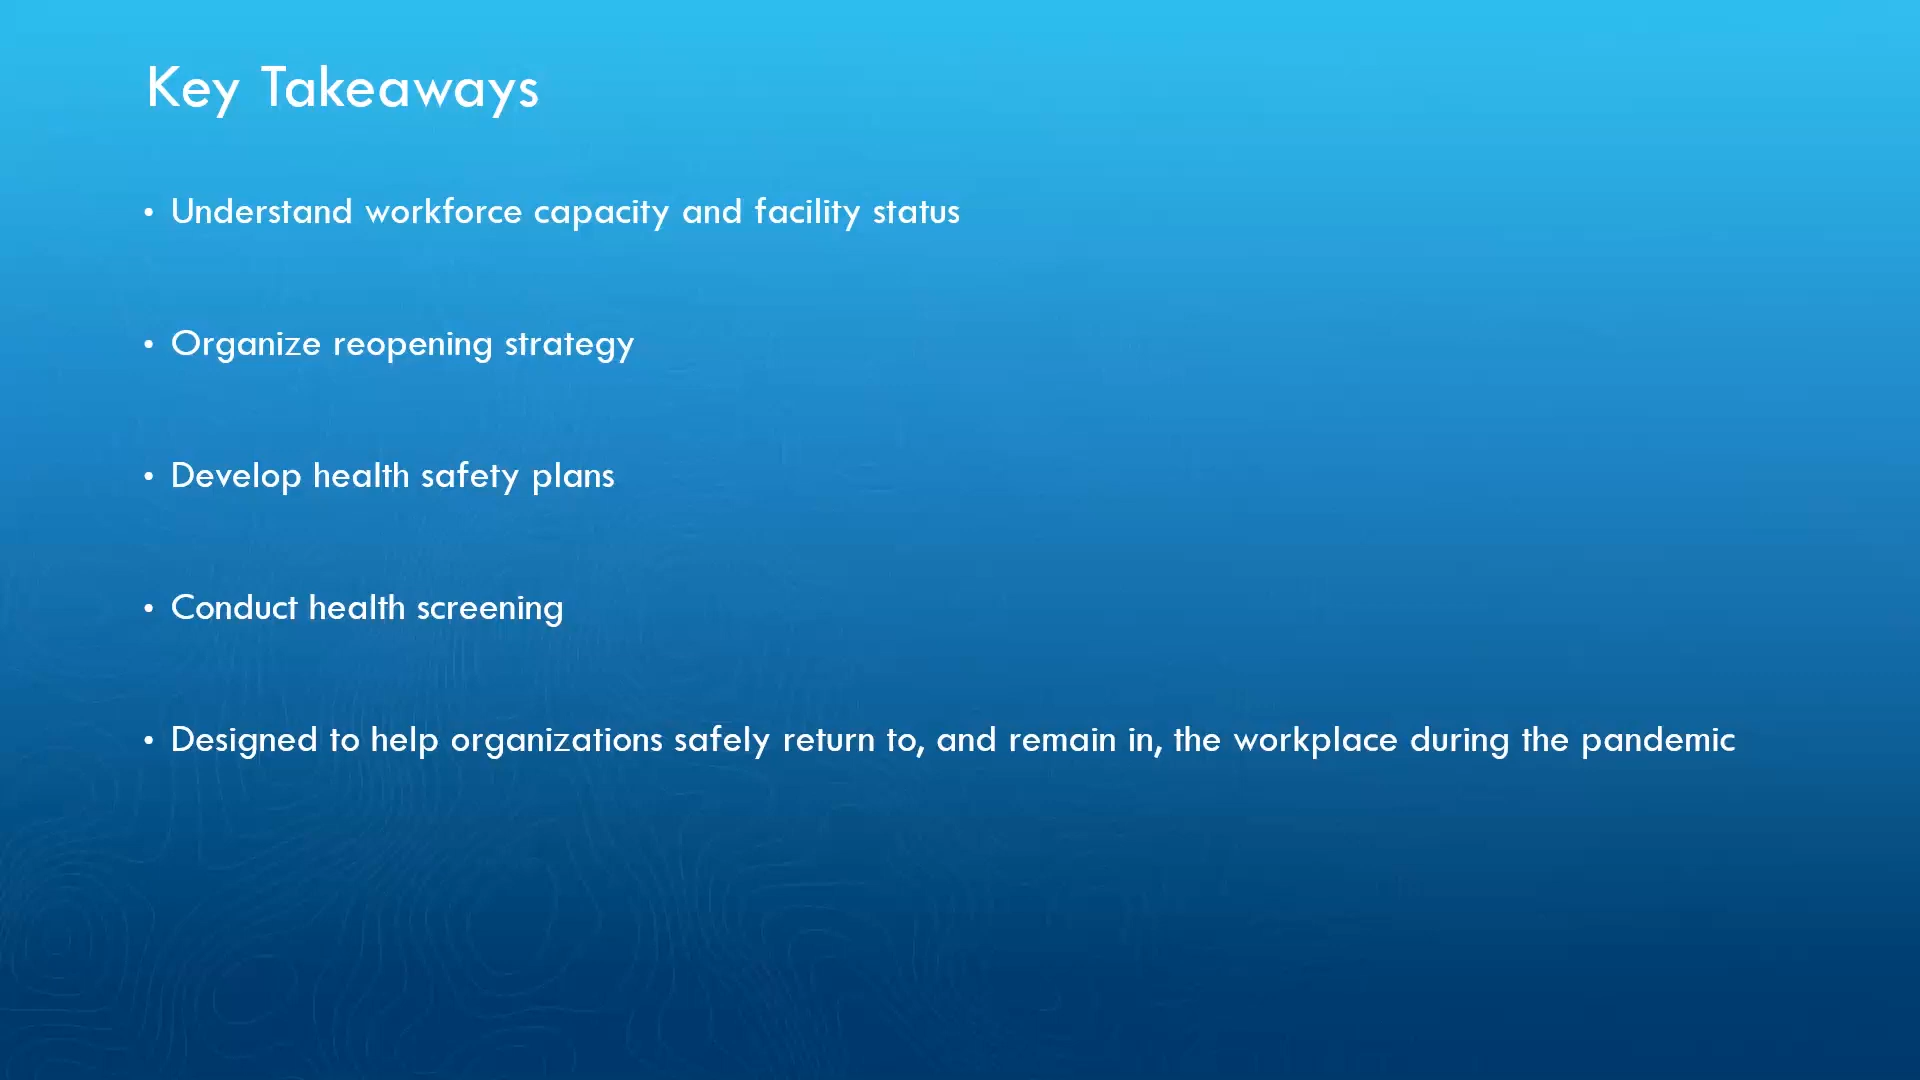 Key Takeaways
• Understand workforce capacity and facility status
• Organize reopening strategy
• Develop health safety plans
• Conduct health screening
• Designed to help organizations safely return to, and remain in, the workplace during the pandemic